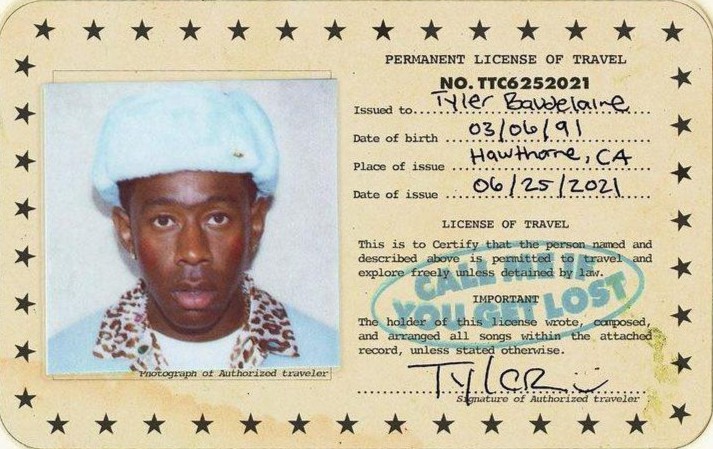 PERMANENT LICENSE OF TRAVEL
NO. TTC6252021
Issued to Tyler Baudelaire
Date of birth 03/06/91
Place of issue Hawthorne, CA
Date of issue 06/25/2021
LICENSE OF TRAVEL
This is to Certify that the person named and
described above is permitted to travel and
explore freely unless detained by law.
CALL ME IF
YOU GET LOST
IMPORTANT
The holder of this license wrote, composed,
and arranged all songs within the attached
record, unless stated otherwise.
TYLER
Signature of Authorized traveler
Photograph of Authorized traveler